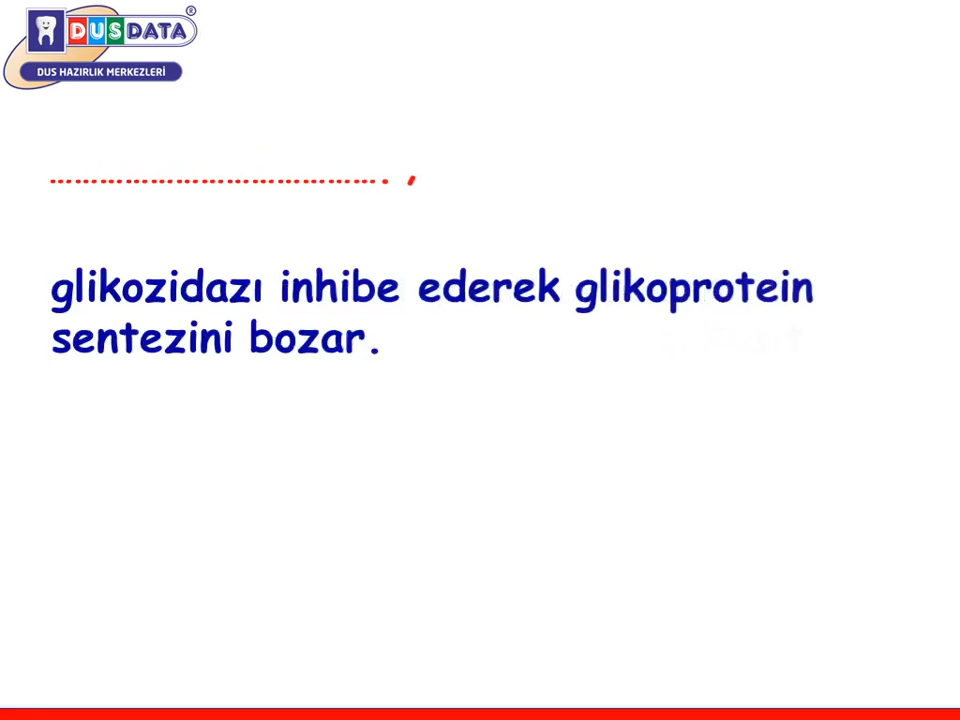 DUSDATA®
DUS HAZIRLIK MERKEZLERİ
……………………………………. ,
glikozidazı inhibe ederek glikoprotein
sentezini bozar.